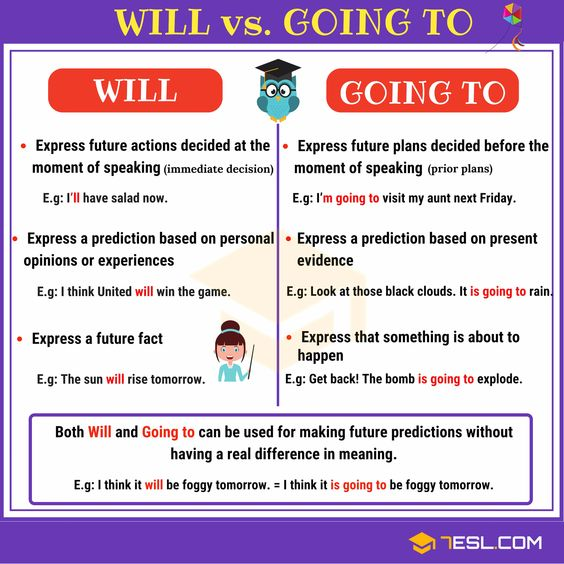 WILL vs. GOING TO
WILL
• Express future actions decided at the
moment of speaking (immediate decision)
E.g: I'll have salad now.
• Express a prediction based on personal
opinions or experiences
E.g: I think United will win the game.
• Express a future fact
E.g: The sun will rise tomorrow.
GOING TO
• Express future plans decided before the
moment of speaking (prior plans)
E.g: I'm going to visit my aunt next Friday.
• Express a prediction based on present
evidence
E.g: Look at those black clouds. It is going to rain.
• Express that something is about to
happen
E.g: Get back! The bomb is going to explode.
Both Will and Going to can be used for making future predictions without
having a real difference in meaning.
E.g: I think it will be foggy tomorrow. = I think it is going to be foggy tomorrow.
7ESL.COM